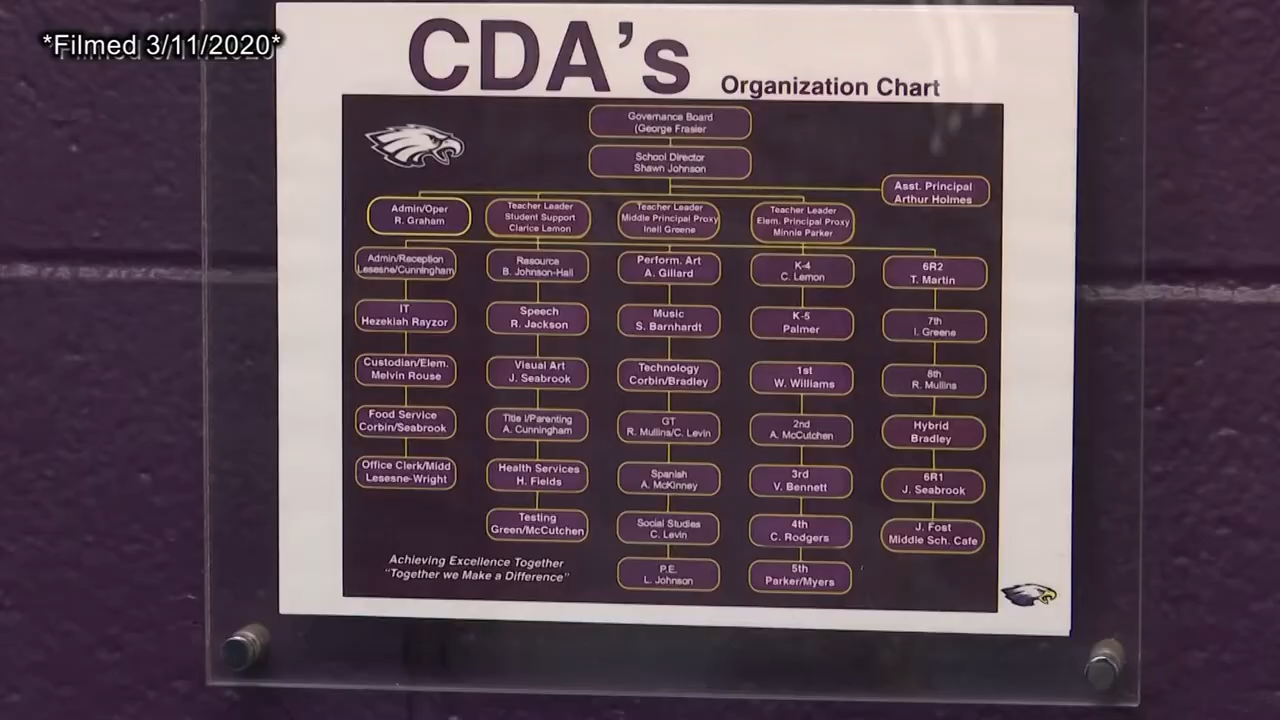 *Filmed 3/11/2020*
CDA's
Organization Chart
Governance Board
(George Frasier
School Director
Shawn Johnson
Asst. Principal
Arthur Holmes
Admin/Oper
R. Graham
Teacher Leader
Student Support
Clarice Lemon
Teacher Leader
Middle Principal Proxy
Inell Greene
Teacher Leader
Elem. Principal Proxy
Minnie Parker
Admin/Reception
Lesesne/Cunningham
Resource
B. Johnson-Hall
Perform. Art
A. Gillard
K-4
C. Lemon
6R2
T. Martin
IT
Hezekiah Rayzor
Speech
R. Jackson
Music
S. Barnhardt
K-5
Palmer
7th
I. Greene
Custodian/Elem.
Melvin Rouse
Visual Art
J. Seabrook
Technology
Corbin/Bradley
1st
W. Williams
8th
R. Mullins
Food Service
Corbin/Seabrook
Title I/Parenting
A. Cunningham
GT
R. Mullins/C. Levin
2nd
A. McCutchen
Hybrid
Bradley
Office Clerk/Midd
Lesesne-Wright
Health Services
H. Fields
Spanish
A. McKinney
3rd
V. Bennett
6R1
J. Seabrook
Testing
Green/McCutchen
Social Studies
C. Levin
4th
C. Rodgers
J. Fost
Middle Sch. Cafe
P.E.
L. Johnson
5th
Parker/Myers
Achieving Excellence Together
"Together we Make a Difference"